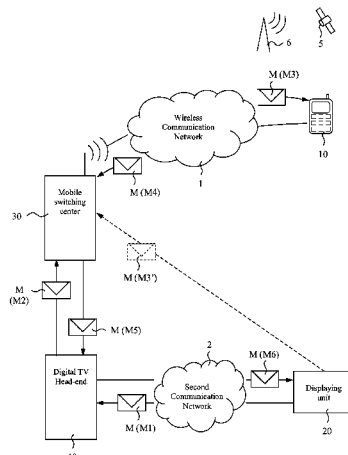 6
5
M (M3)
Wireless
Communication
Network
10
1
M (M4)
Mobile
switching
center
30
M (M3')
M
(M2)
M (M5)
2
M (M6)
Digital TV
Head-end
Second
Communication
Network
Displaying
unit
M (M1)
20